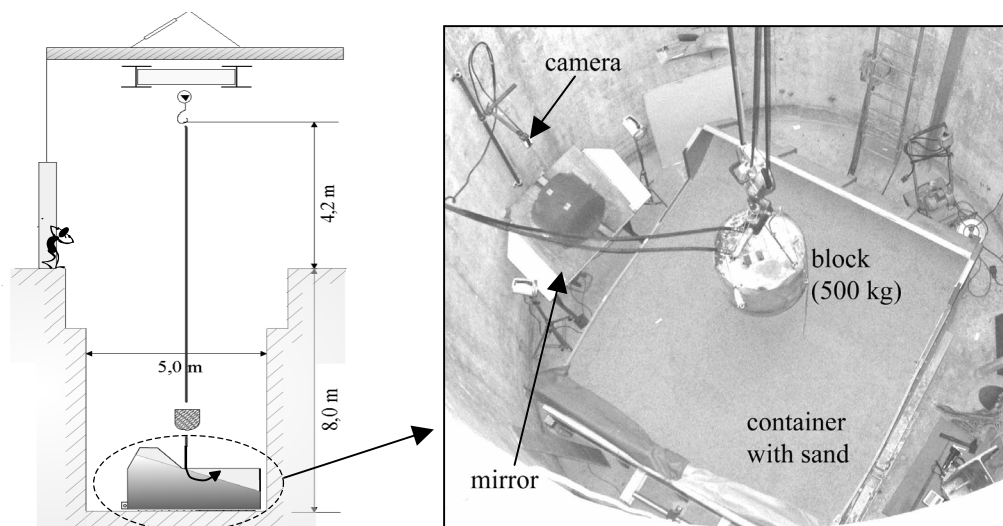 4,2 m
5,0 m
8,0 m
camera
block
(500 kg)
container
with sand
mirror